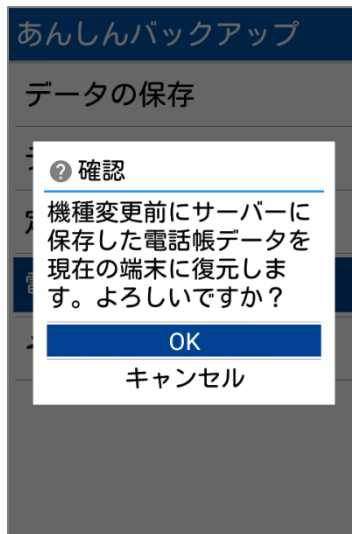 あんしんバックアップ
データの保存
確認
機種変更前にサーバーに
保存した電話帳データを
現在の端末に復元しま
す。よろしいですか？
OK
キャンセル